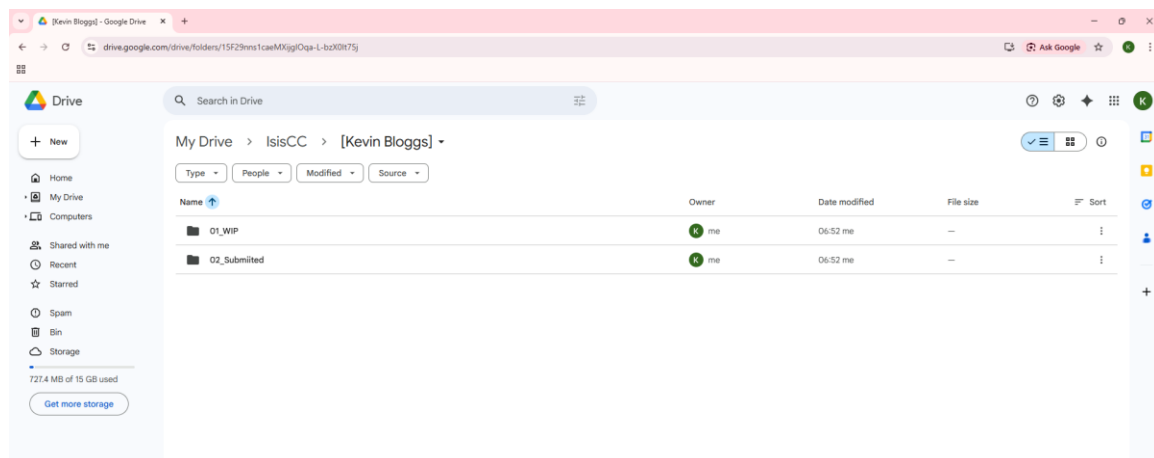 [Kevin Bloggs] - Google Drive
drive.google.com/drive/folders/15F29nns1caeMXijgIOqa-L-bzX0It75j
Ask Google
K
Drive
Search in Drive
K
New
My Drive > IsisCC > [Kevin Bloggs]
Type
People
Modified
Source
Home
My Drive
Computers
Shared with me
Recent
Starred
Spam
Bin
Storage
727.4 MB of 15 GB used
Get more storage
Name Owner Date modified File size Sort
01_WIP K me 06:52 me —
02_Submiited K me 06:52 me —